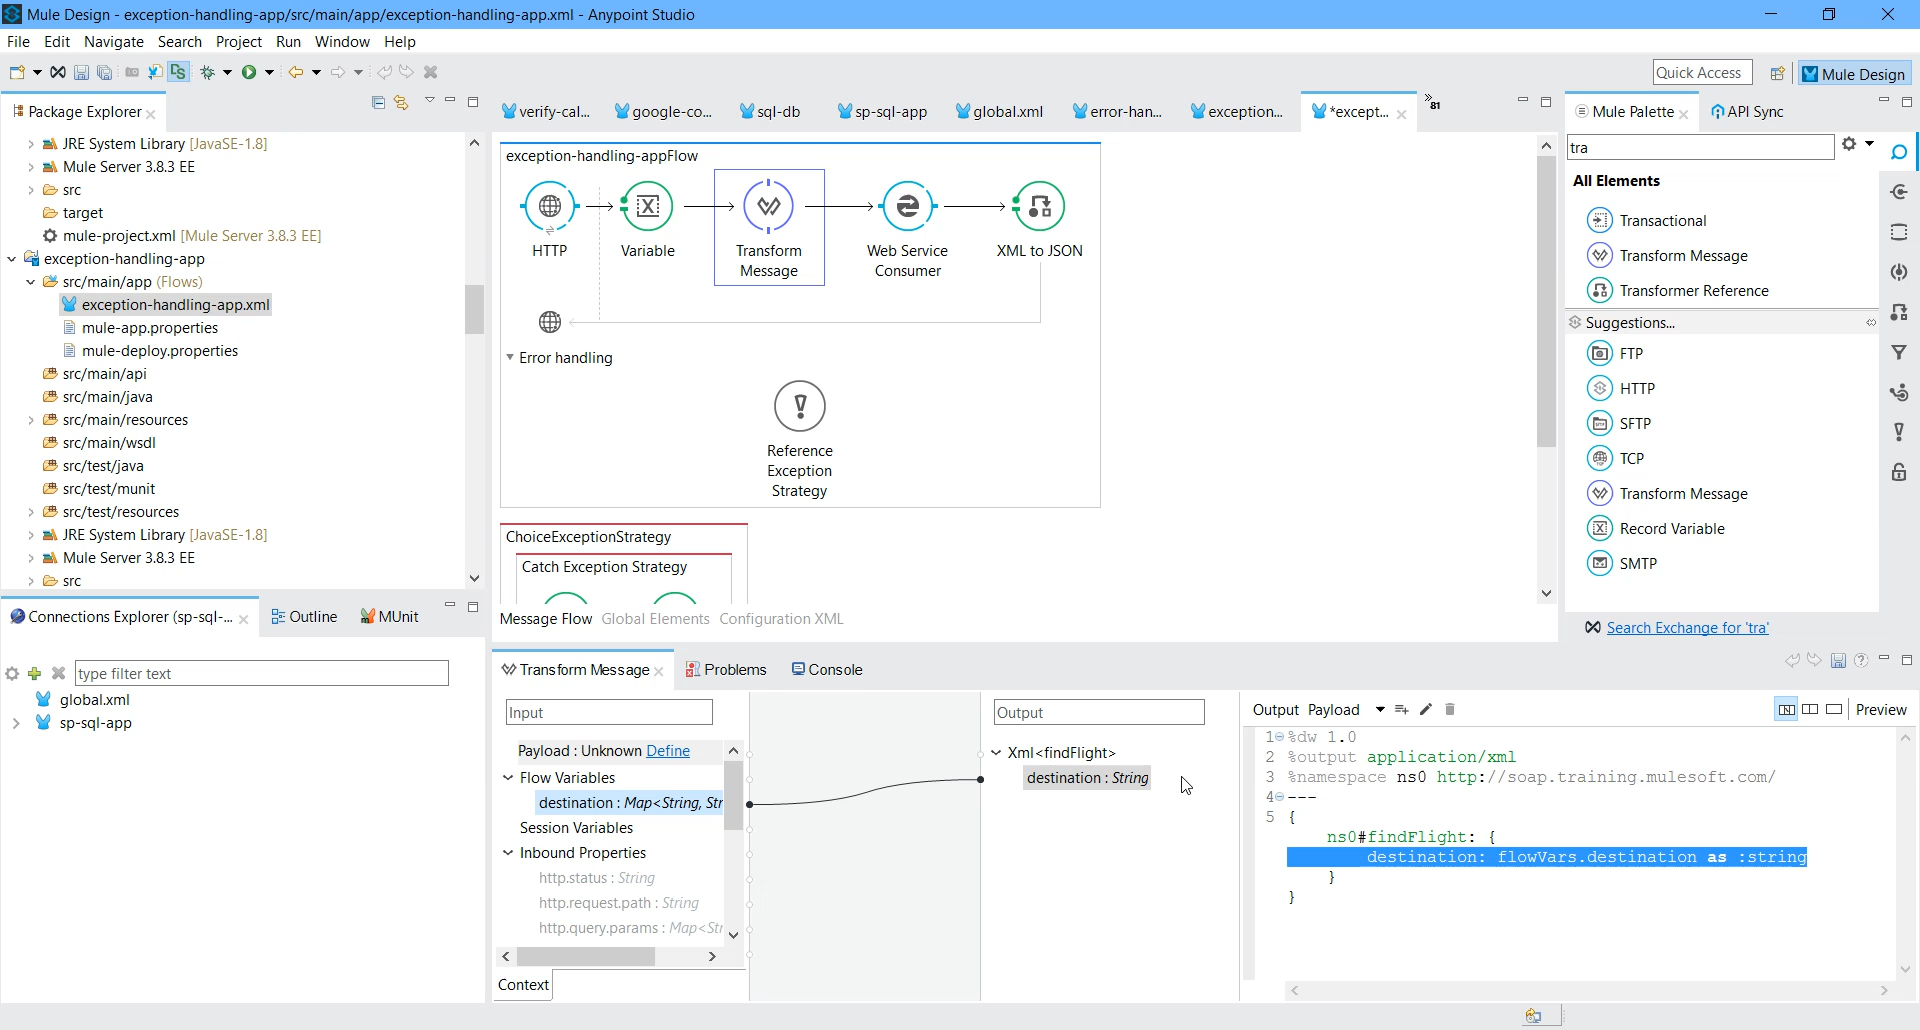 Mule Design - exception-handling-app/src/main/app/exception-handling-app.xml - Anypoint Studio
File Edit Navigate Search Project Run Window Help
Quick Access
Mule Design
Package Explorer
JRE System Library [JavaSE-1.8]
Mule Server 3.8.3 EE
src
target
mule-project.xml [Mule Server 3.8.3 EE]
exception-handling-app
src/main/app (Flows)
exception-handling-app.xml
mule-app.properties
mule-deploy.properties
src/main/api
src/main/java
src/main/resources
src/main/wsdl
src/test/java
src/test/munit
src/test/resources
JRE System Library [JavaSE-1.8]
Mule Server 3.8.3 EE
src
Connections Explorer (sp-sql-... Outline MUnit
type filter text
global.xml
sp-sql-app
verify-cal... google-co... sql-db sp-sql-app global.xml error-han... exception... *except... 81
exception-handling-appFlow
HTTP
Variable
Transform
Message
Web Service
Consumer
XML to JSON
Error handling
Reference
Exception
Strategy
ChoiceExceptionStrategy
Catch Exception Strategy
Message Flow Global Elements Configuration XML
Mule Palette API Sync
tra
All Elements
Transactional
Transform Message
Transformer Reference
Suggestions...
FTP
HTTP
SFTP
TCP
Transform Message
Record Variable
SMTP
Search Exchange for 'tra'
Transform Message Problems Console
Input
Payload : Unknown Define
Flow Variables
destination : Map<String, Str
Session Variables
Inbound Properties
http.status : String
http.request.path : String
http.query.params : Map<Str
Context
Output
Xml<findFlight>
destination : String
Output Payload Preview
1 %dw 1.0
2 %output application/xml
3 %namespace ns0 http://soap.training.mulesoft.com/
4 ---
5 {
ns0#findFlight: {
destination: flowVars.destination as :string
}
}